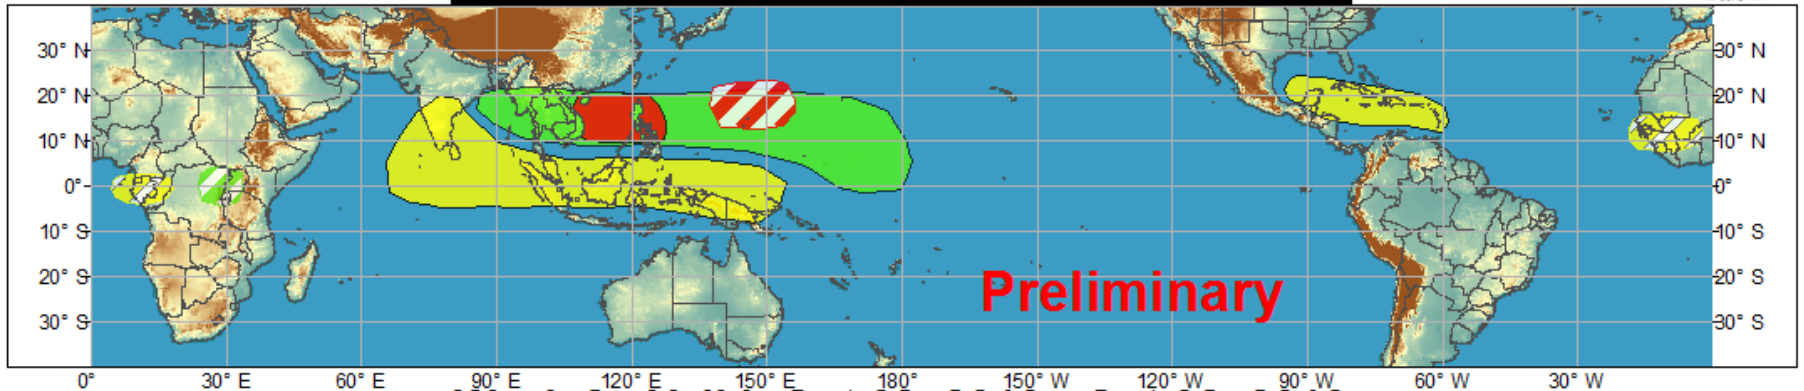 30° N 30° N
20° N 20° N
10° N 10° N
0° 0°
10° S 10° S
20° S Preliminary 20° S
30° S 30° S
0° 30° E 60° E 90° E 120° E 150° E 180° 150° W 120° W 90° W 60° W 30° W